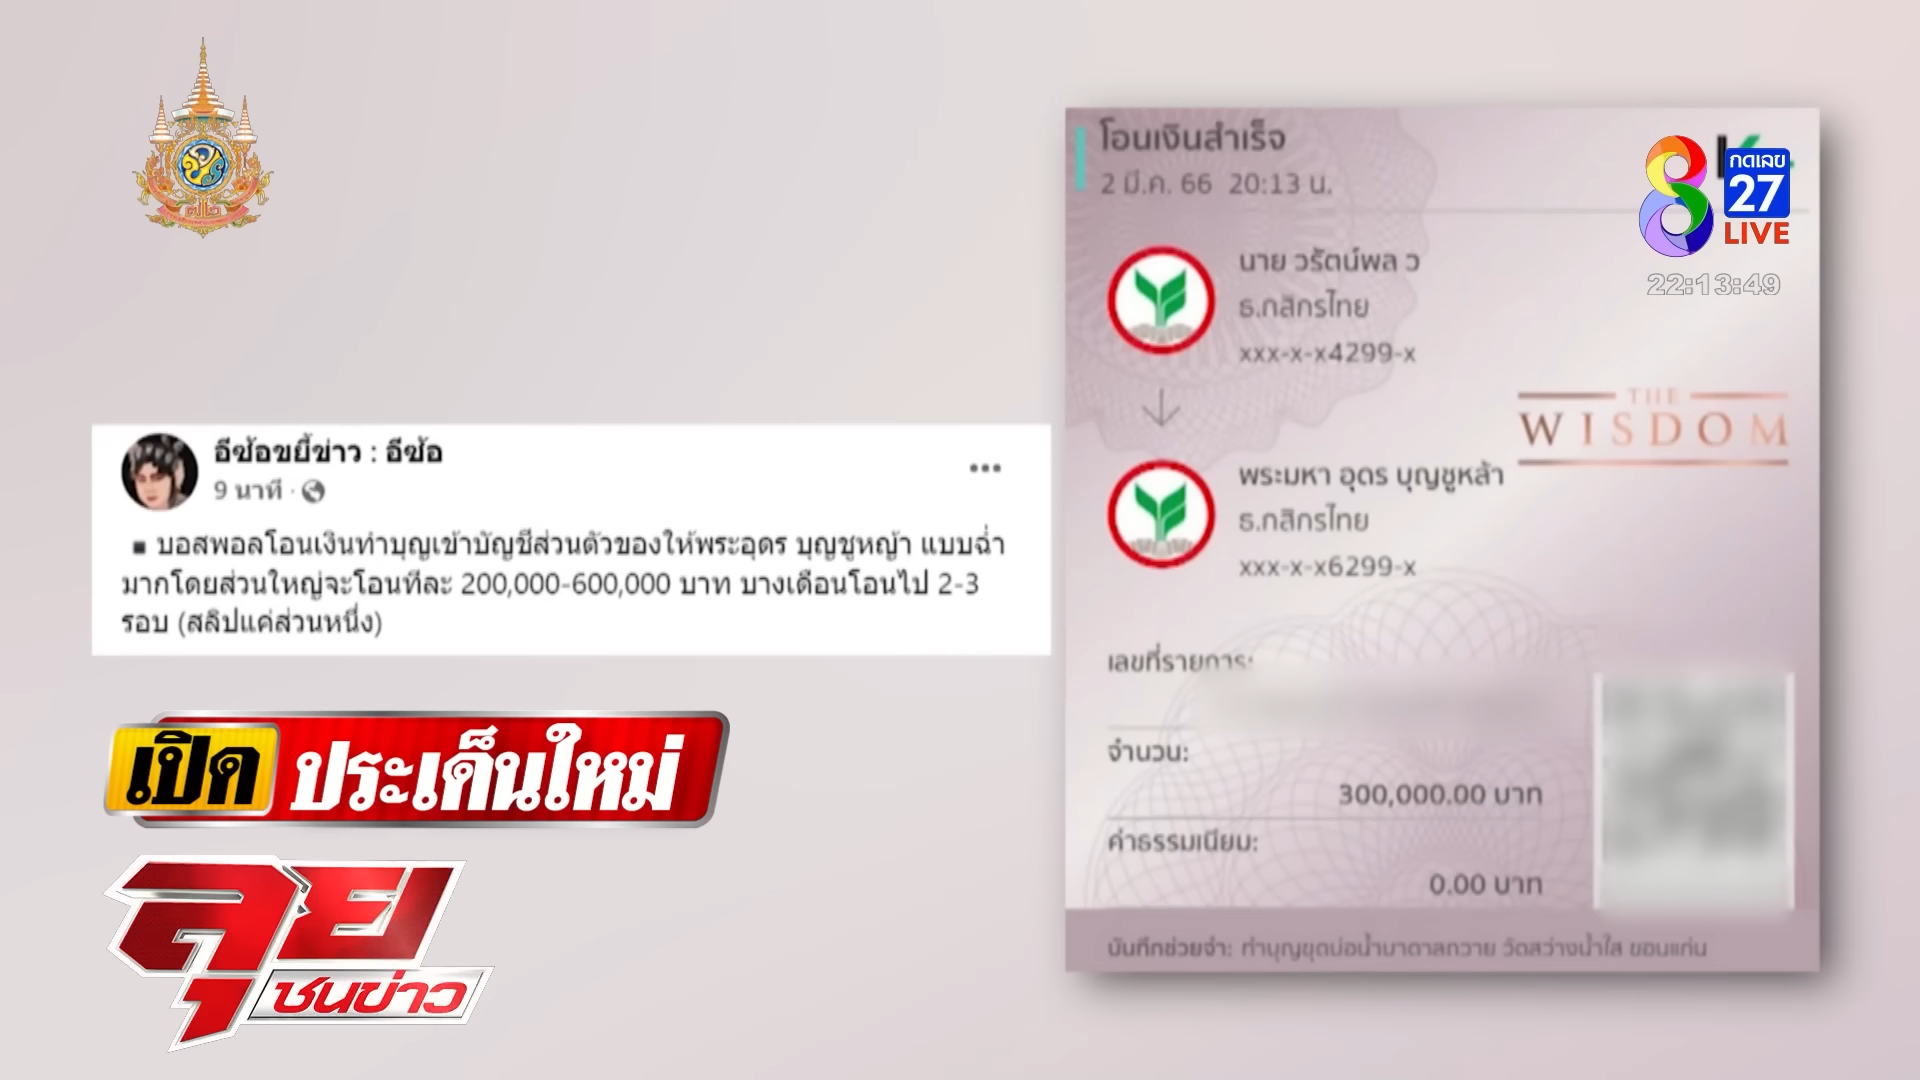 ๗๒
อีซ้อขยี้ข่าว : อีซ้อ
9 นาที ·
▪ บอสพอลโอนเงินทำบุญเข้าบัญชีส่วนตัวของให้พระอุดร บุญชูหญ้า แบบฉ่ำ
มากโดยส่วนใหญ่จะโอนทีละ 200,000-600,000 บาท บางเดือนโอนไป 2-3
รอบ (สลิปแค่ส่วนหนึ่ง)
เปิด ประเด็นใหม่
ลุย
ชนข่าว
โอนเงินสำเร็จ
2 มี.ค. 66 20:13 น.
8 กดเลข
27
LIVE
22:13:49
นาย วรัตน์พล ว
ธ.กสิกรไทย
xxx-x-x4299-x
THE
WISDOM
พระมหา อุดร บุญชูหล้า
ธ.กสิกรไทย
xxx-x-x6299-x
เลขที่รายการ:
จำนวน:
300,000.00 บาท
ค่าธรรมเนียม:
0.00 บาท
บันทึกช่วยจำ: ทำบุญขุดบ่อน้ำบาดาลถวาย วัดสว่างน้ำใส ขอนแก่น